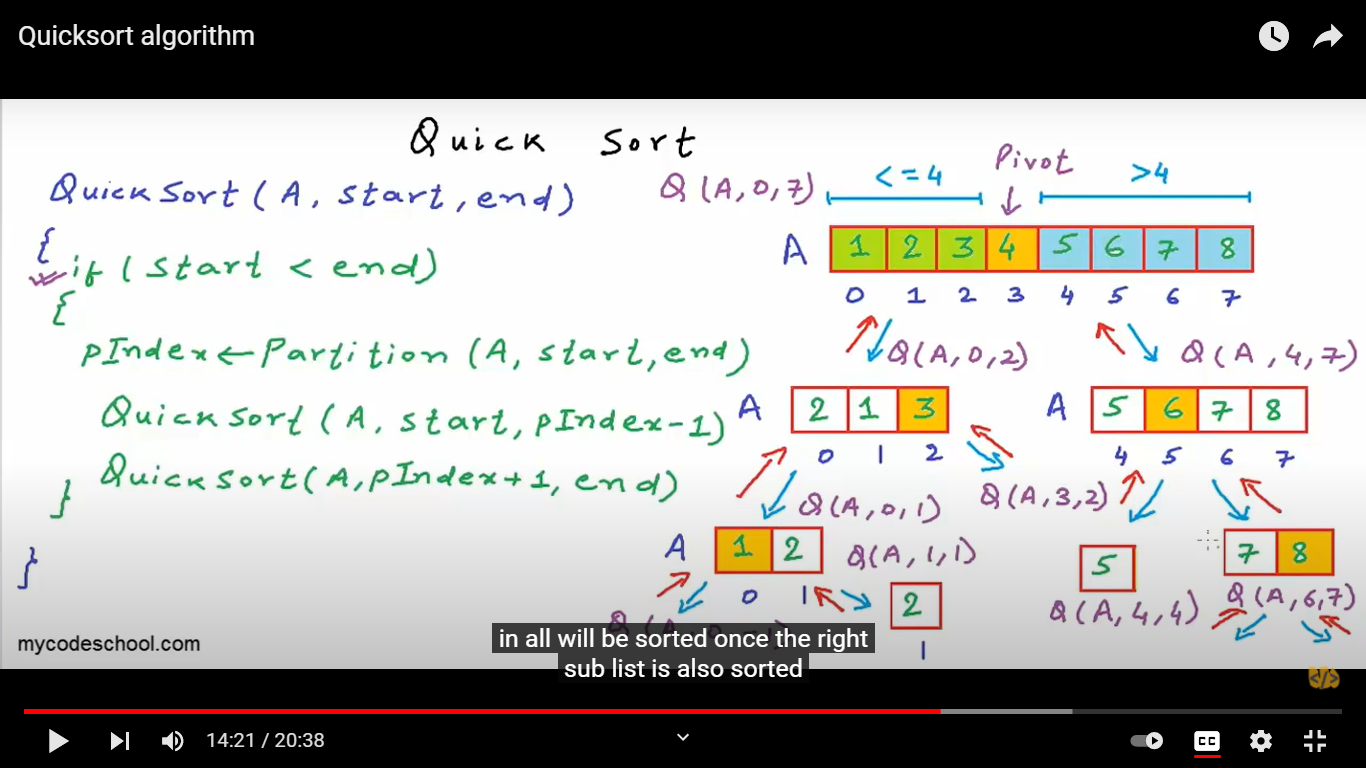 Quicksort algorithm
Quick Sort
QuickSort (A, start, end)
{
if (start < end)
{
pIndex ← Partition (A, start, end)
QuickSort (A, start, pIndex-1)
QuickSort (A, pIndex+1, end)
}
}
mycodeschool.com
Q (A, 0, 7)
<=4
Pivot
>4
A 1 2 3 4 5 6 7 8
0 1 2 3 4 5 6 7
Q(A, 0, 2)
Q(A, 4, 7)
A 2 1 3
0 1 2
A 5 6 7 8
4 5 6 7
Q(A, 0, 1)
Q(A, 3, 2)
A 1 2
0 1
Q(A, 1, 1)
2
1
5
Q(A, 4, 4)
7 8
Q(A, 6, 7)
in all will be sorted once the right
sub list is also sorted
</>
14:21 / 20:38
CC